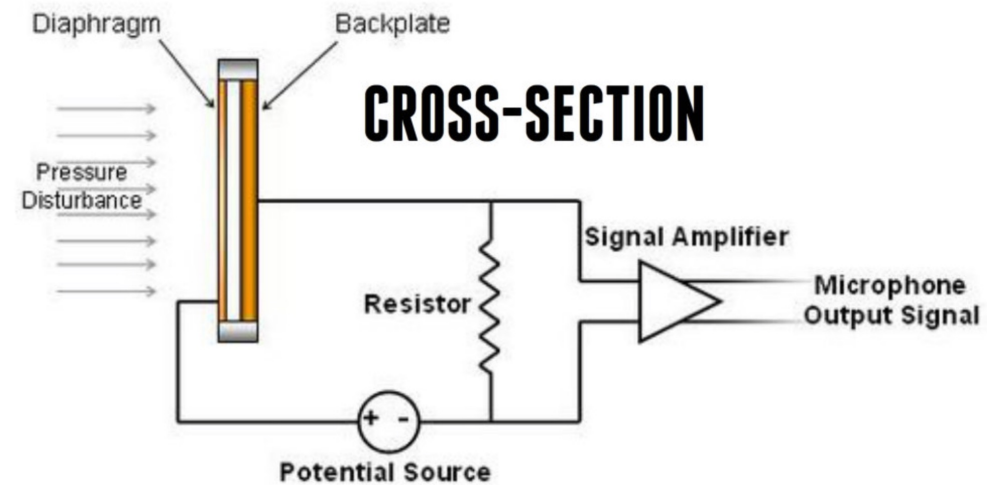 Diaphragm
Backplate
CROSS-SECTION
Pressure
Disturbance
Signal Amplifier
Resistor
Microphone
Output Signal
+ -
Potential Source